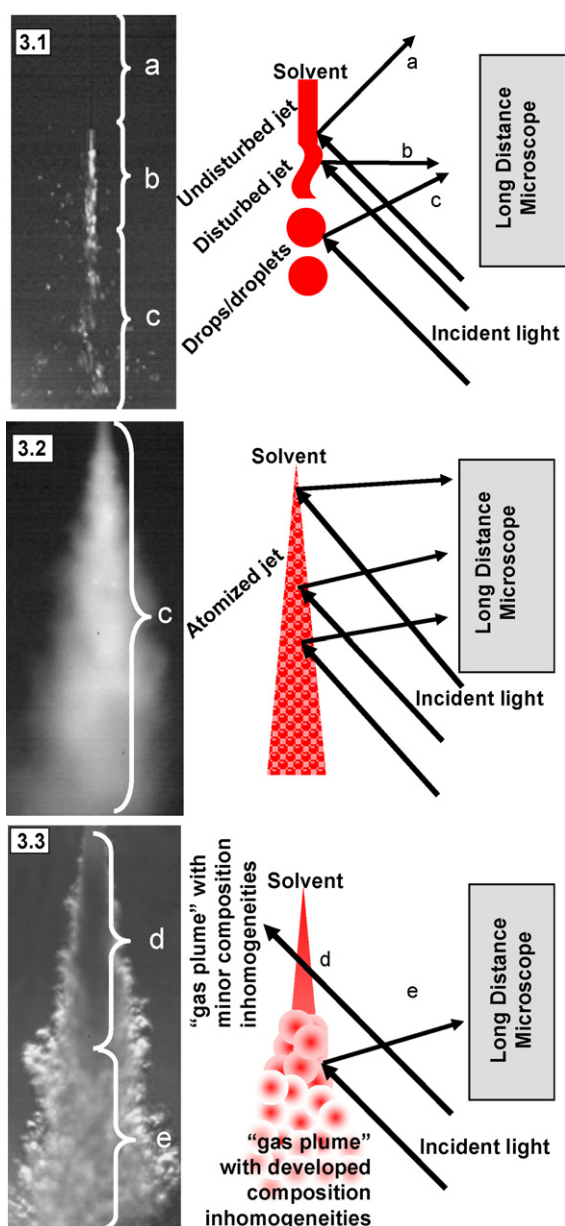 3.1
a
b
c
Solvent
Undisturbed jet
Disturbed jet
Drops/droplets
a
b
c
Incident light
Long Distance
Microscope
3.2
c
Solvent
Atomized jet
Incident light
Long Distance
Microscope
3.3
d
e
“gas plume” with
minor composition
inhomogeneities
Solvent
d
e
Incident light
“gas plume”
with developed
composition
inhomogeneities
Long Distance
Microscope